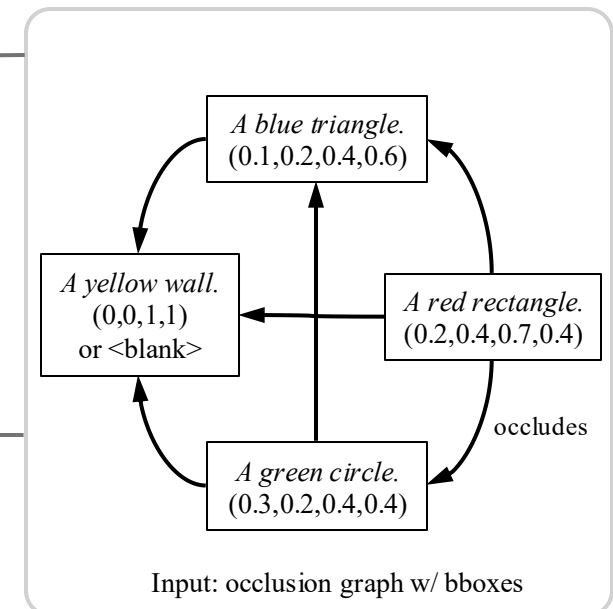 A blue triangle.
(0.1,0.2,0.4,0.6)
A yellow wall.
(0,0,1,1)
or <blank>
A red rectangle.
(0.2,0.4,0.7,0.4)
occludes
A green circle.
(0.3,0.2,0.4,0.4)
Input: occlusion graph w/ bboxes